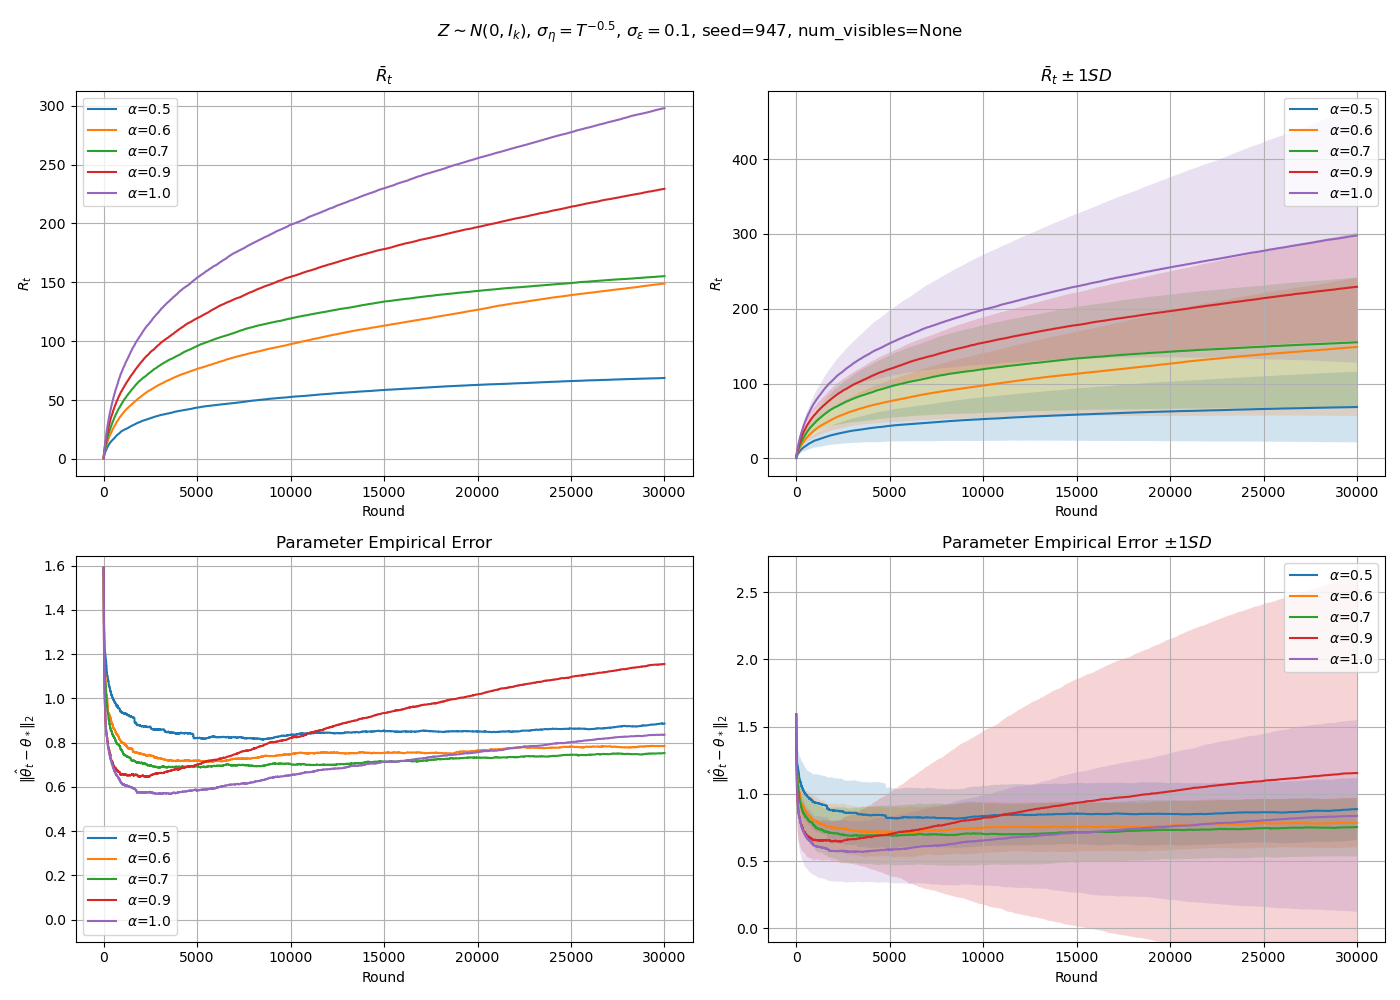 Z ~ N(0, I_k), σ_η = T^{-0.5}, σ_ε = 0.1, seed=947, num_visibles=None
R̄_t
300
250
200
150
100
50
0
R_t
α=0.5
α=0.6
α=0.7
α=0.9
α=1.0
0 5000 10000 15000 20000 25000 30000
Round
R̄_t ± 1SD
400
300
200
100
0
R_t
α=0.5
α=0.6
α=0.7
α=0.9
α=1.0
0 5000 10000 15000 20000 25000 30000
Round
Parameter Empirical Error
1.6
1.4
1.2
1.0
0.8
0.6
0.4
0.2
0.0
‖θ̂_t − θ_*‖_2
α=0.5
α=0.6
α=0.7
α=0.9
α=1.0
0 5000 10000 15000 20000 25000 30000
Round
Parameter Empirical Error ±1SD
2.5
2.0
1.5
1.0
0.5
0.0
‖θ̂_t − θ_*‖_2
α=0.5
α=0.6
α=0.7
α=0.9
α=1.0
0 5000 10000 15000 20000 25000 30000
Round